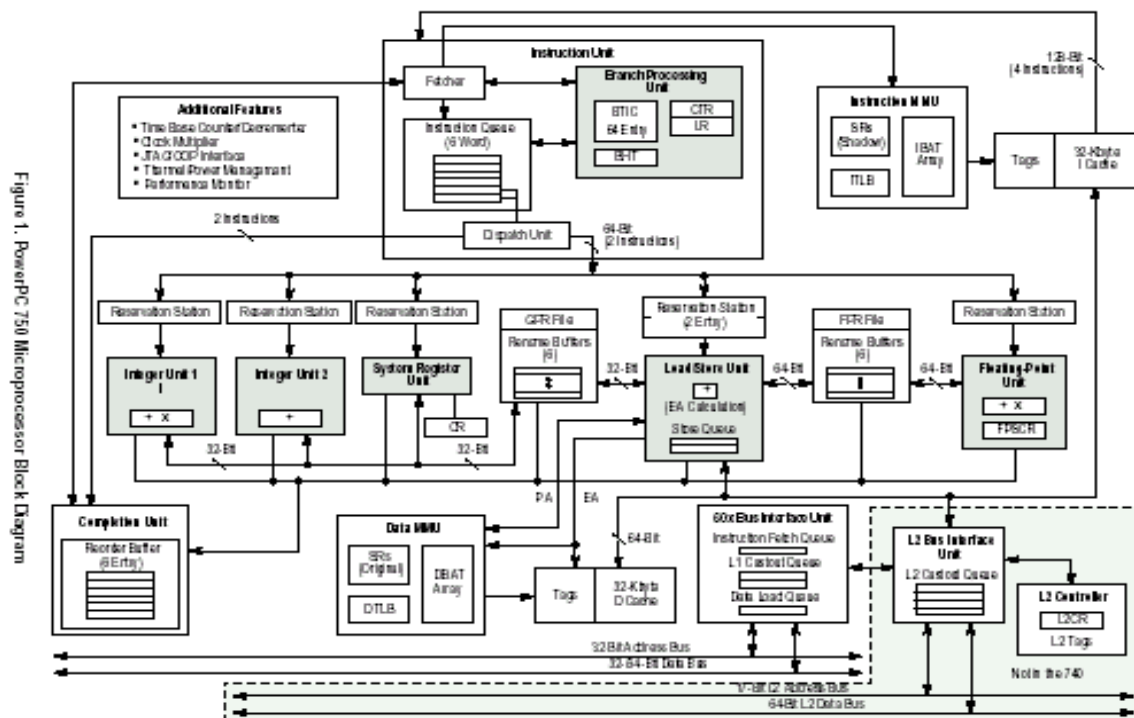 Instruction Unit
Fetcher
Branch Processing
Unit
BTIC
64 Entry
CTR
LR
BHT
Instruction Queue
(6 Word)
Dispatch Unit
64-Bit
(2 Instructions)
2 Instructions
128-Bit
(4 Instructions)
Additional Features
• Time Base Counter/Decrementer
• Clock Multiplier
• JTAG/COP Interface
• Thermal/Power Management
• Performance Monitor
Instruction MMU
SRs
(Shadow)
IBAT
Array
ITLB
Tags
32-Kbyte
I Cache
Reservation Station
Reservation Station
Reservation Station
GPR File
Rename Buffers
(6)
Reservation Station
(2 Entry)
FPR File
Rename Buffers
(6)
Reservation Station
Integer Unit 1
+ x
Integer Unit 2
+
System Register
Unit
CR
32-Bit
Load/Store Unit
+
(EA Calculation)
Store Queue
64-Bit
64-Bit
Floating-Point
Unit
+ x
FPSCR
32-Bit
32-Bit
PA
EA
Completion Unit
Reorder Buffer
(6 Entry)
Data MMU
SRs
(Original)
DBAT
Array
DTLB
64-Bit
Tags
32-Kbyte
D Cache
60x Bus Interface Unit
Instruction Fetch Queue
L1 Castout Queue
Data Load Queue
L2 Bus Interface
Unit
L2 Castout Queue
L2 Controller
L2CR
L2 Tags
Not in the 740
32-Bit Address Bus
32-/64-Bit Data Bus
17-Bit L2 Address Bus
64-Bit L2 Data Bus
Figure 1. PowerPC 750 Microprocessor Block Diagram